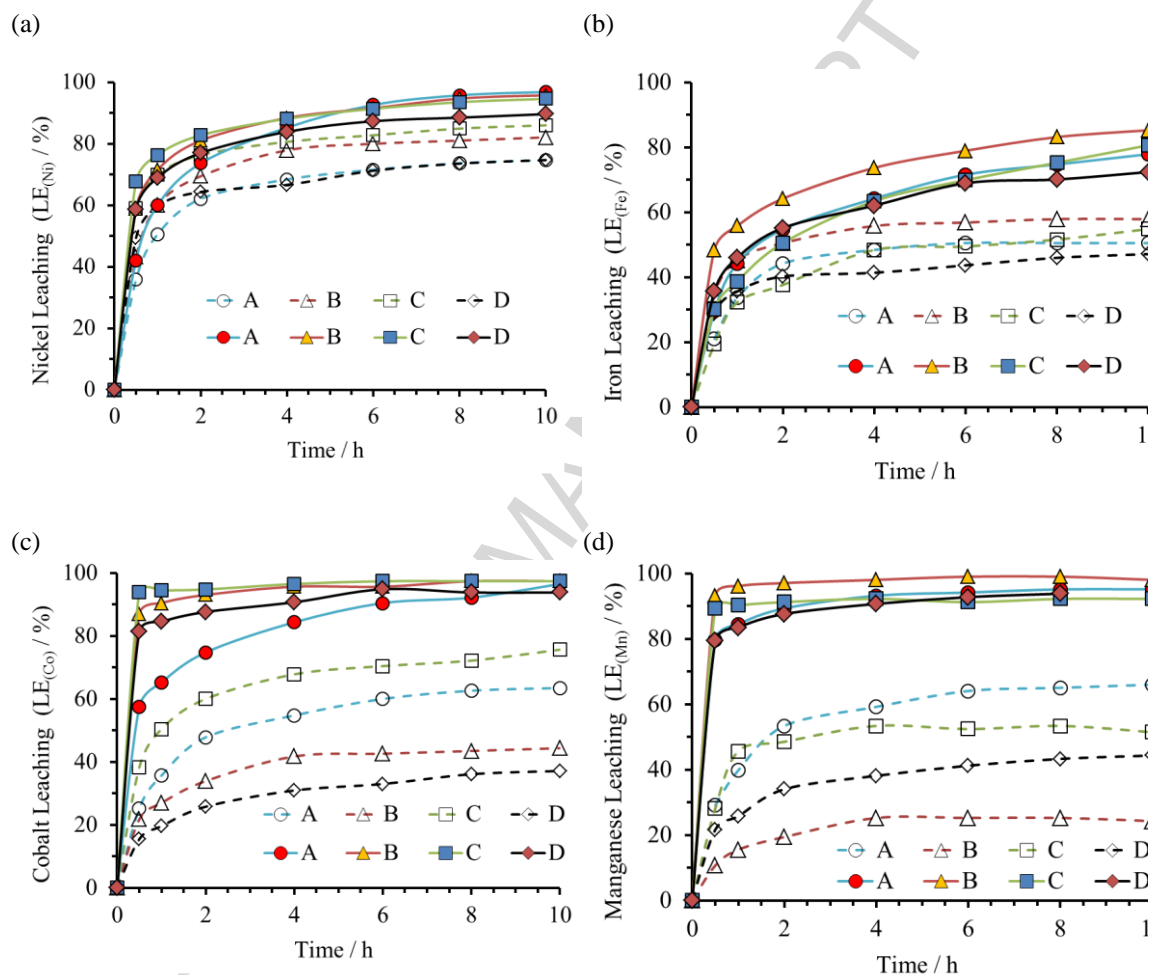 (a)
(b)
100
80
60
40
20
0
Nickel Leaching (LE(Ni) / %)
A B C D
A B C D
0 2 4 6 8 10
Time / h
100
80
60
40
20
0
Iron Leaching (LE(Fe) / %)
A B C D
A B C D
0 2 4 6 8 1
Time / h
(c)
(d)
100
80
60
40
20
0
Cobalt Leaching (LE(Co) / %)
A B C D
A B C D
0 2 4 6 8 10
Time / h
100
80
60
40
20
0
Manganese Leaching (LE(Mn) / %)
A B C D
A B C D
0 2 4 6 8 1
Time / h